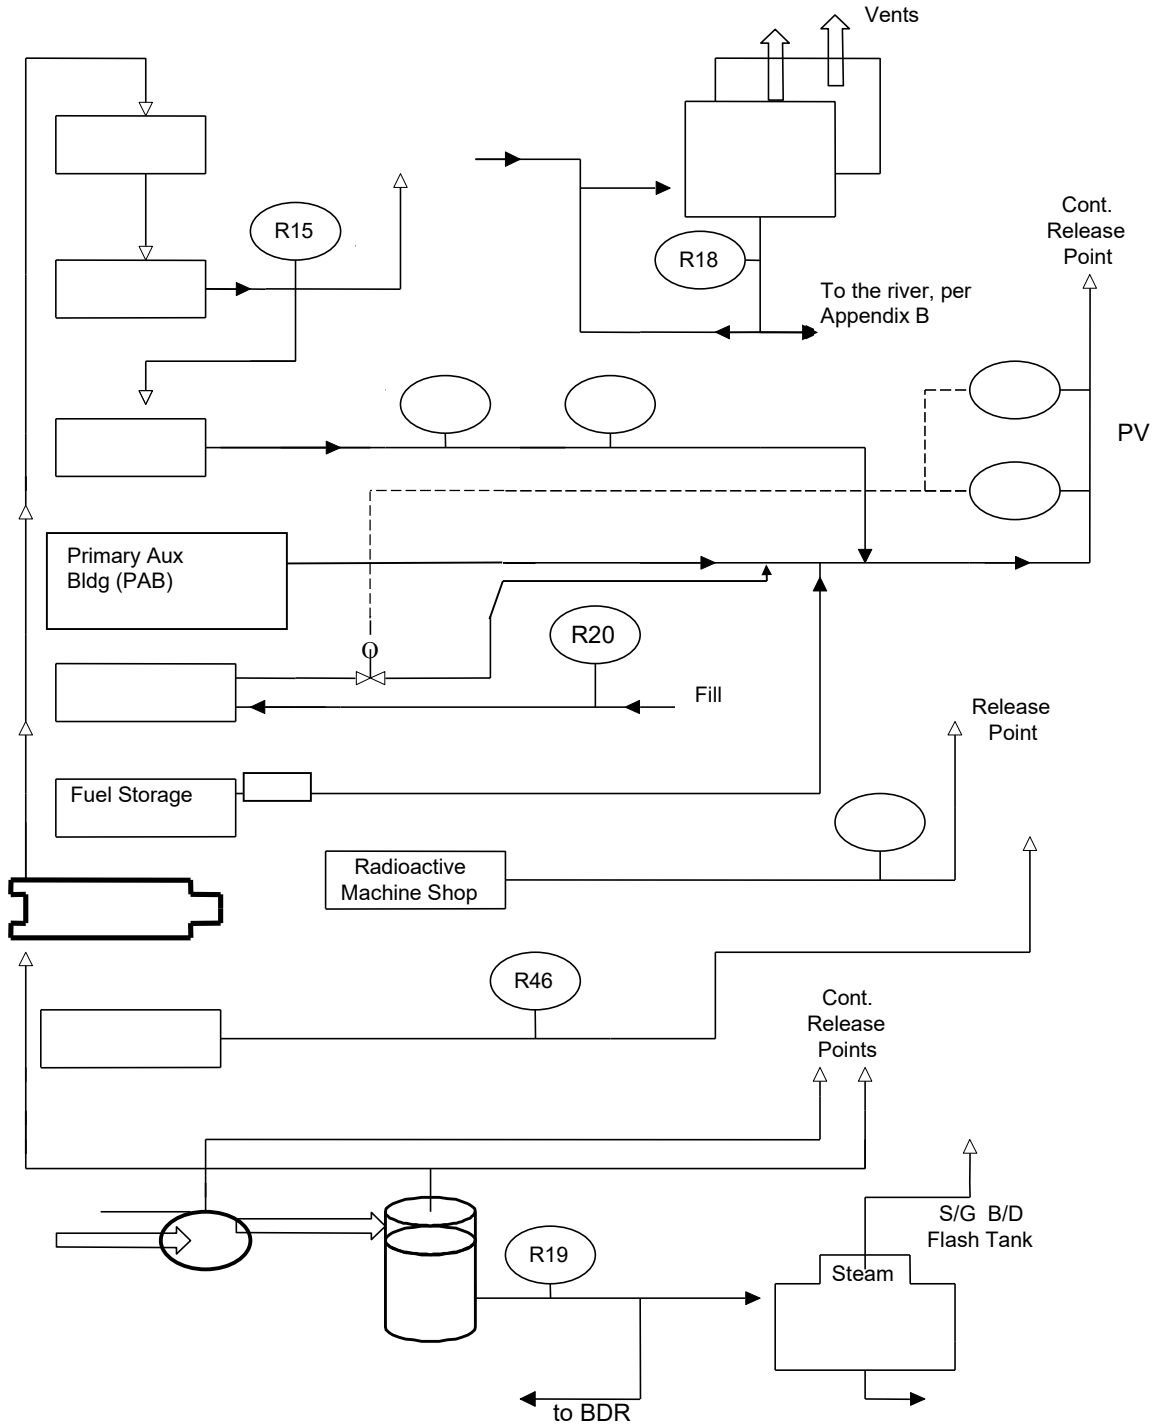 Vents
Cont.
Release
Point
R15
R18
To the river, per
Appendix B
PV
Primary Aux
Bldg (PAB)
R20
O
Fill
Release
Point
Fuel Storage
Radioactive
Machine Shop
R46
Cont.
Release
Points
S/G B/D
Flash Tank
R19
Steam
to BDR